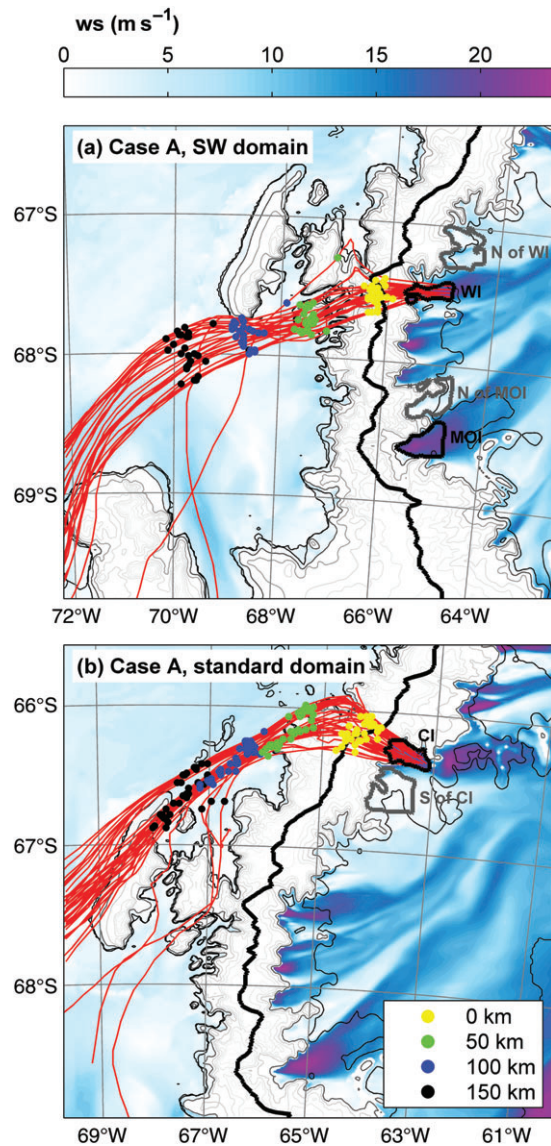 ws (m s⁻¹)
0 5 10 15 20
(a) Case A, SW domain
67°S
N of WI
WI
68°S
N of MOI
MOI
69°S
72°W 70°W 68°W 66°W 64°W
(b) Case A, standard domain
66°S
CI
S of CI
67°S
68°S
0 km
50 km
100 km
150 km
69°W 67°W 65°W 63°W 61°W